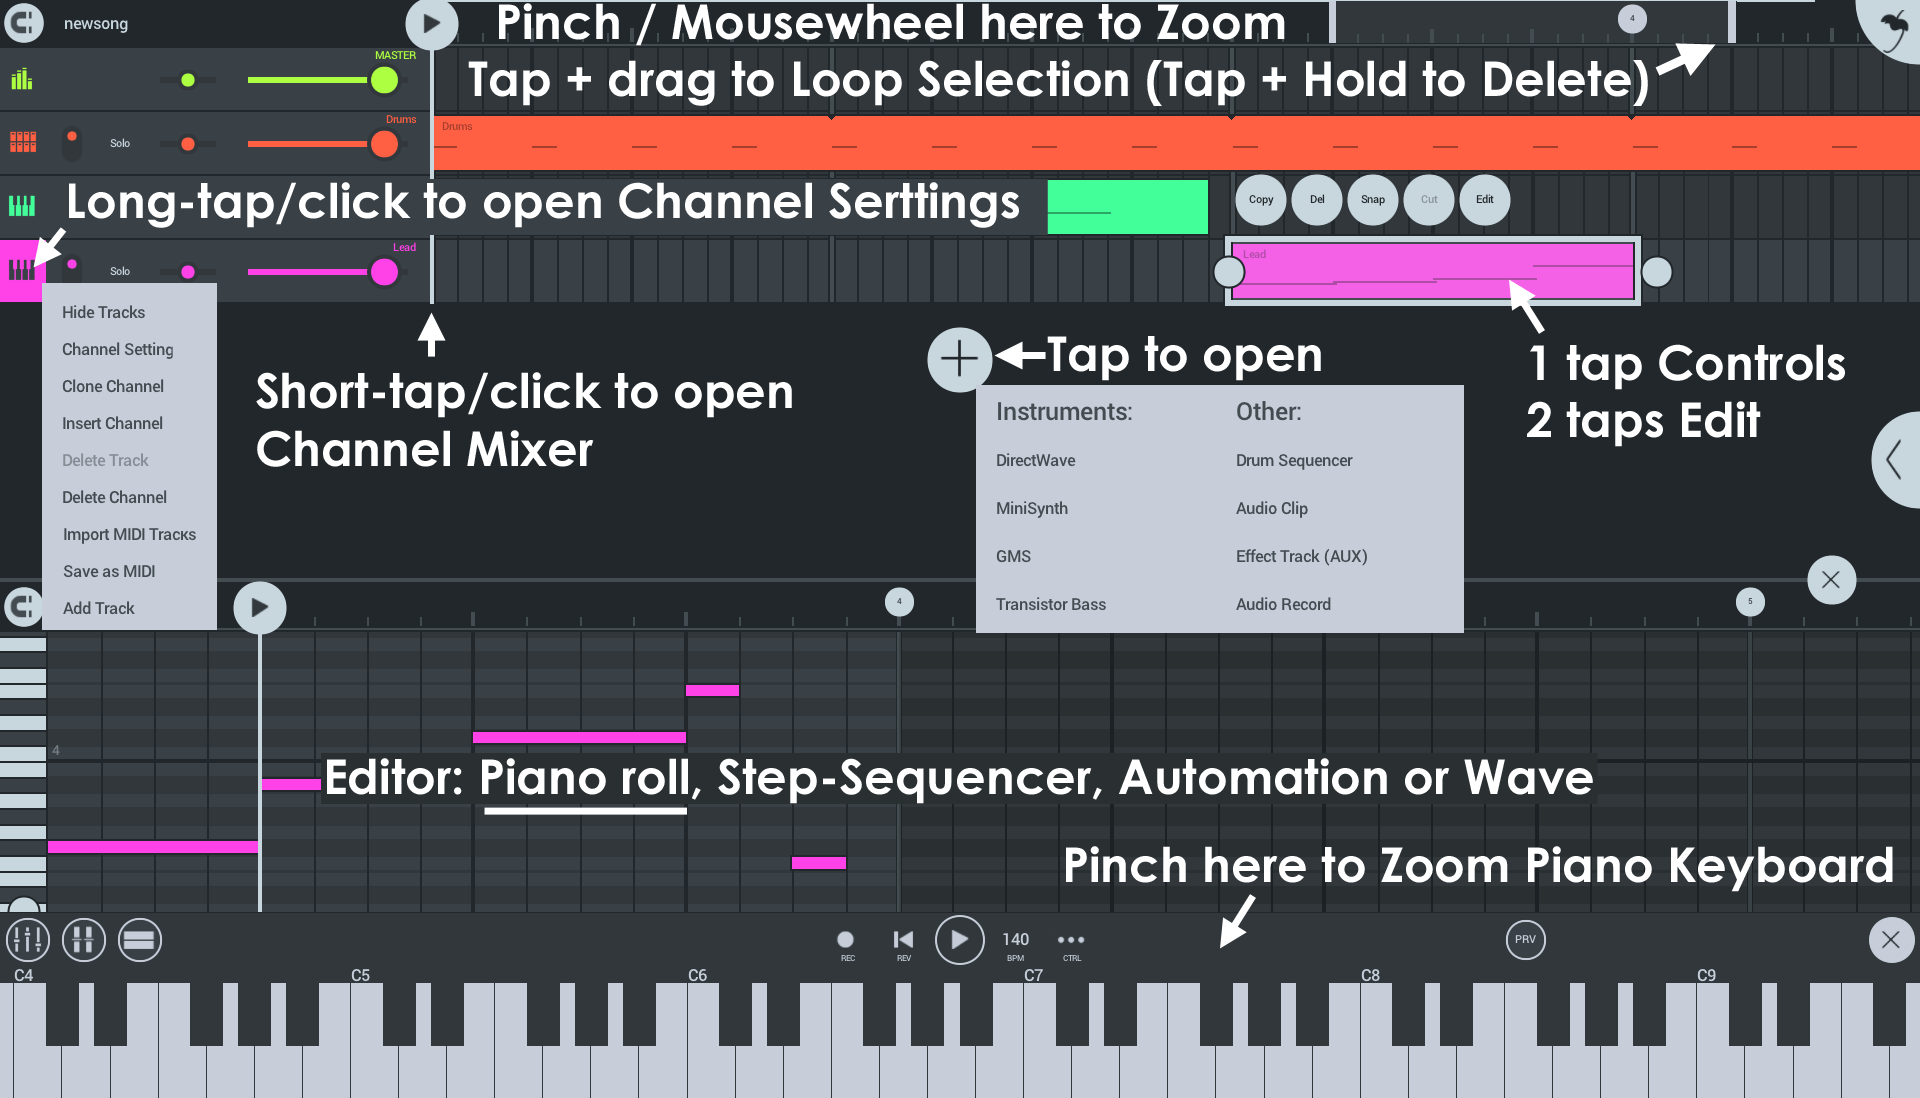 newsong
Pinch / Mousewheel here to Zoom
4
MASTER
Tap + drag to Loop Selection (Tap + Hold to Delete)
Drums
Drums
Solo
Long-tap/click to open Channel Serttings
Copy
Del
Snap
Cut
Edit
Lead
Solo
Lead
Hide Tracks
Channel Setting
Clone Channel
Insert Channel
Delete Track
Delete Channel
Import MIDI Tracks
Save as MIDI
Add Track
Short-tap/click to open
Channel Mixer
Tap to open
1 tap Controls
2 taps Edit
Instruments:
Other:
DirectWave
Drum Sequencer
MiniSynth
Audio Clip
GMS
Effect Track (AUX)
Transistor Bass
Audio Record
4
5
4
Editor: Piano roll, Step-Sequencer, Automation or Wave
Pinch here to Zoom Piano Keyboard
REC
REV
140
BPM
CTRL
PRV
C4
C5
C6
C7
C8
C9